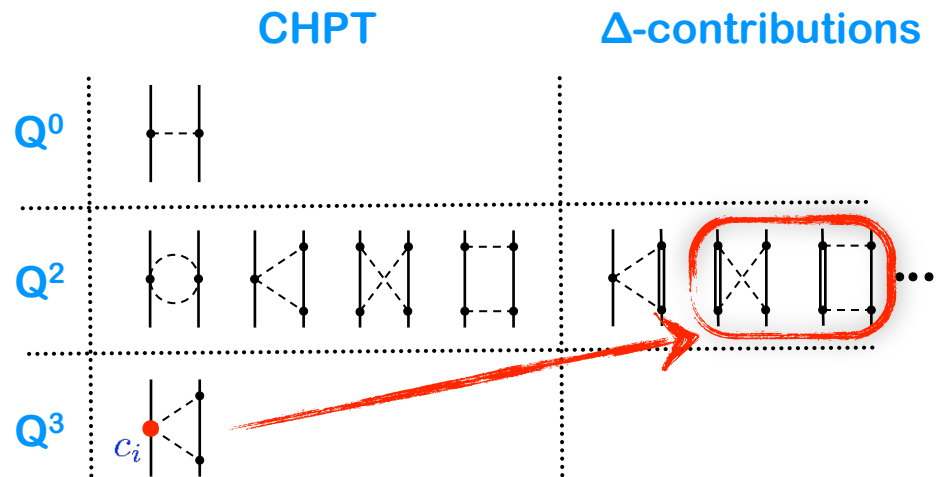 CHPT
Δ-contributions
Q⁰
Q²
Q³
cᵢ